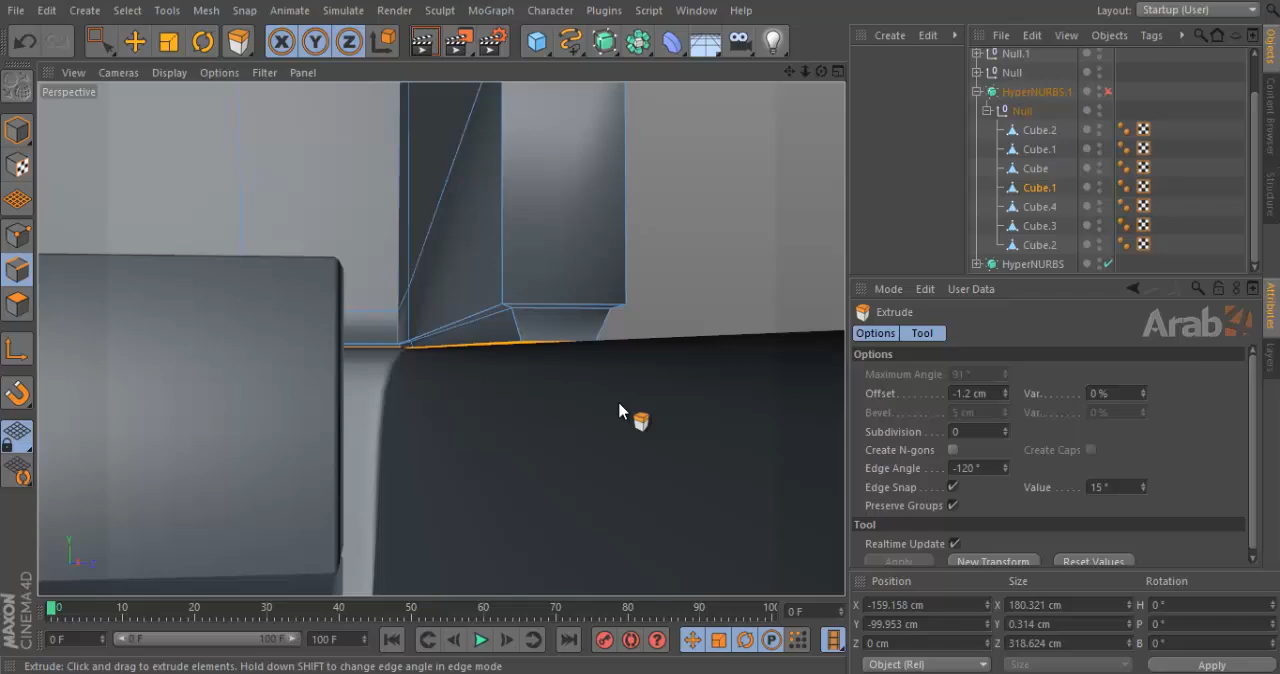 File Edit Create Select Tools Mesh Snap Animate Simulate Render Sculpt MoGraph Character Plugins Script Window Help
Layout: Startup (User)
X Y Z
Create Edit
File Edit View Objects Tags
View Cameras Display Options Filter Panel
Perspective
Null.1
Null
HyperNURBS.1
Null
Cube.2
Cube.1
Cube
Cube.1
Cube.4
Cube.3
Cube.2
HyperNURBS
Objects
Content Browser
Structure
Mode Edit User Data
Extrude
Arab
Options Tool
Options
Maximum Angle 91 °
Offset -1.2 cm Var. 0 %
Bevel 5 cm Var. 0 %
Subdivision 0
Create N-gons Create Caps
Edge Angle -120 °
Edge Snap Value 15 °
Preserve Groups
Tool
Realtime Update
Apply New Transform Reset Values
Attributes
Layers
Position Size Rotation
X -159.158 cm X 180.321 cm H 0 °
Y -99.953 cm Y 0.314 cm P 0 °
Z 0 cm Z 318.624 cm B 0 °
Object (Rel) Size Apply
0 10 20 30 40 50 60 70 80 90 100 0 F
0 F 0 F 100 F 100 F
MAXON CINEMA 4D
Extrude: Click and drag to extrude elements. Hold down SHIFT to change edge angle in edge mode